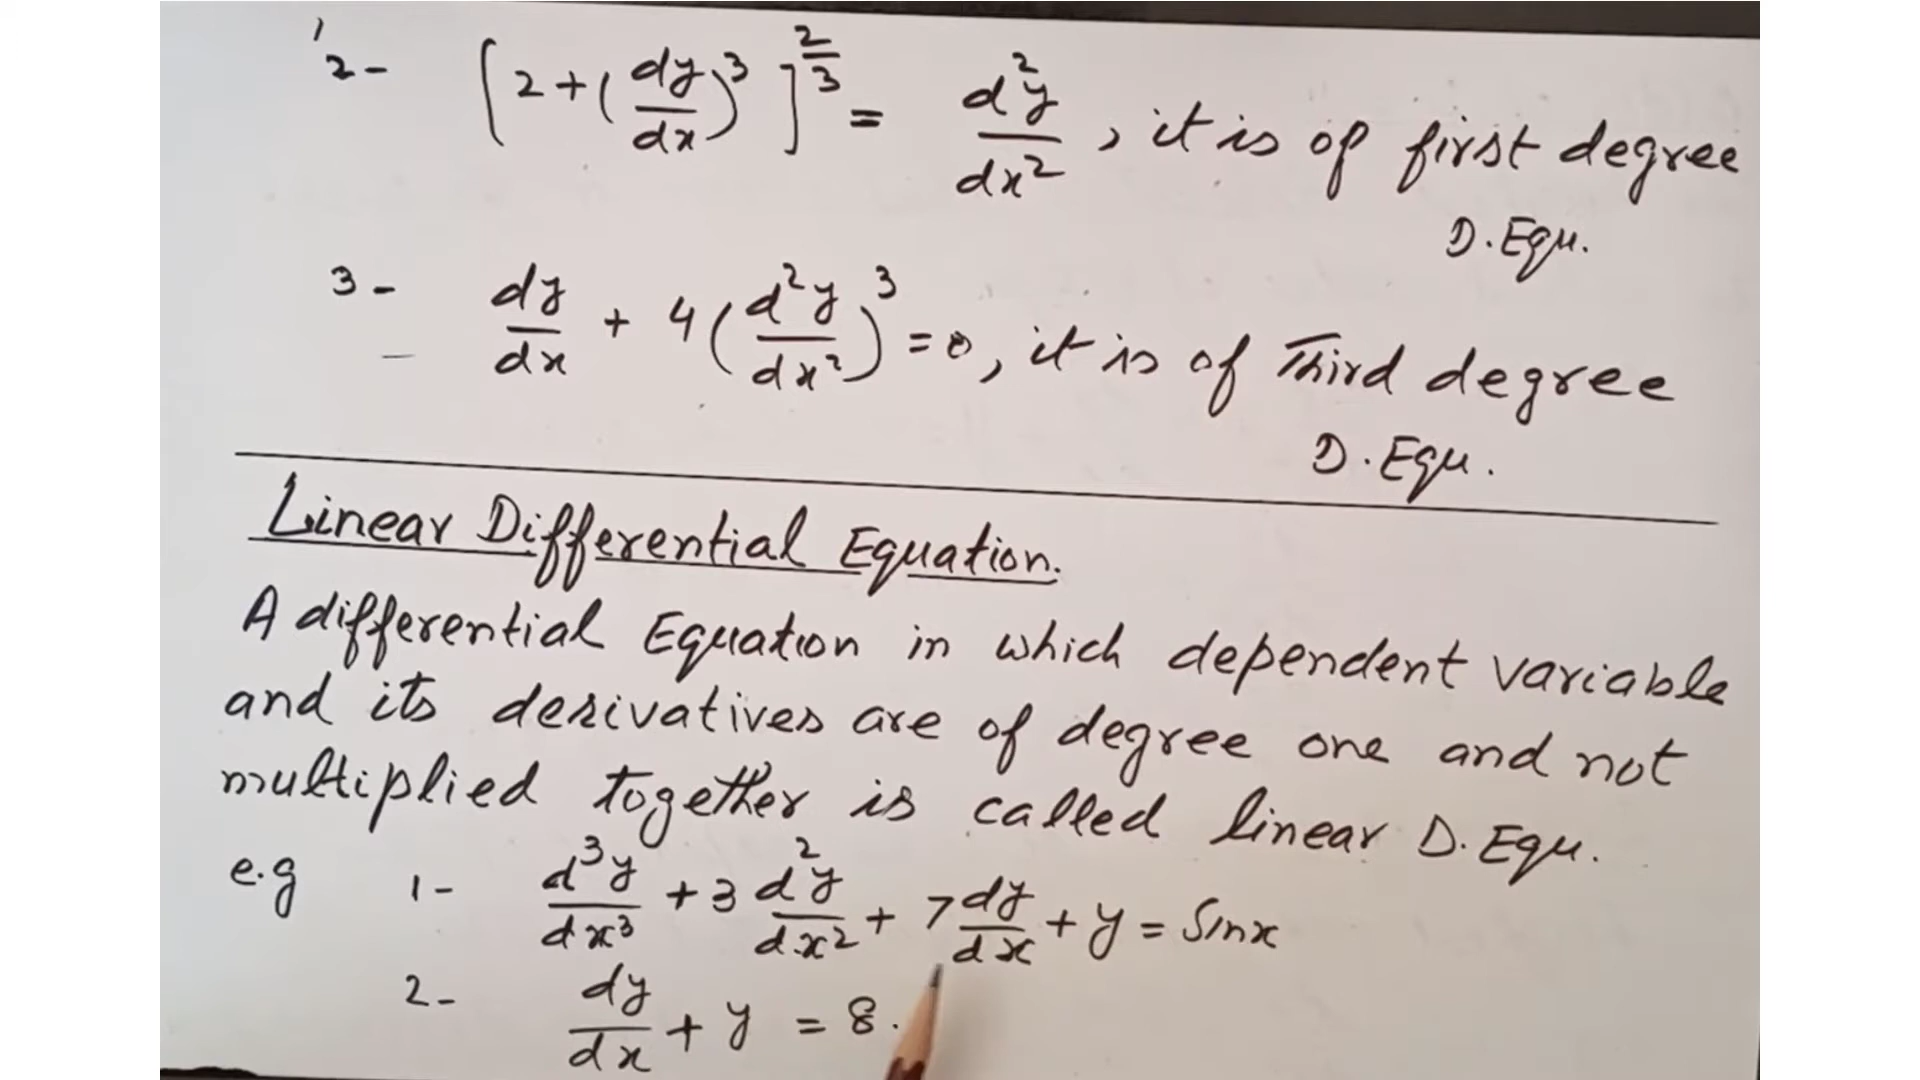 2- [2+(dy/dx)³]^(2/3) = d²y/dx², it is of first degree
D.Equ.
3- dy/dx + 4(d²y/dx²)³ = 0, it is of Third degree
D.Equ.
Linear Differential Equation.
A differential Equation in which dependent variable
and its derivatives are of degree one and not
multiplied together is called linear D.Equ.
e.g 1- d³y/dx³ + 3 d²y/dx² + 7 dy/dx + y = Sinx
2- dy/dx + y = 8.